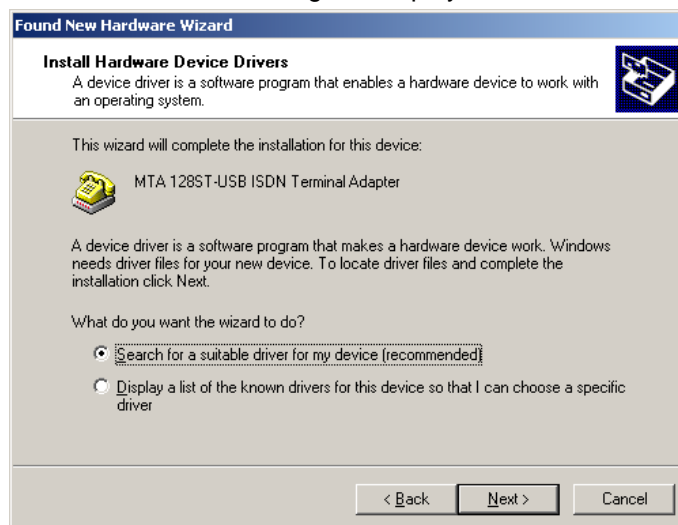 Found New Hardware Wizard
Install Hardware Device Drivers
A device driver is a software program that enables a hardware device to work with
an operating system.
This wizard will complete the installation for this device:
MTA 128ST-USB ISDN Terminal Adapter
A device driver is a software program that makes a hardware device work. Windows
needs driver files for your new device. To locate driver files and complete the
installation click Next.
What do you want the wizard to do?
Search for a suitable driver for my device (recommended)
Display a list of the known drivers for this device so that I can choose a specific
driver
< Back Next > Cancel